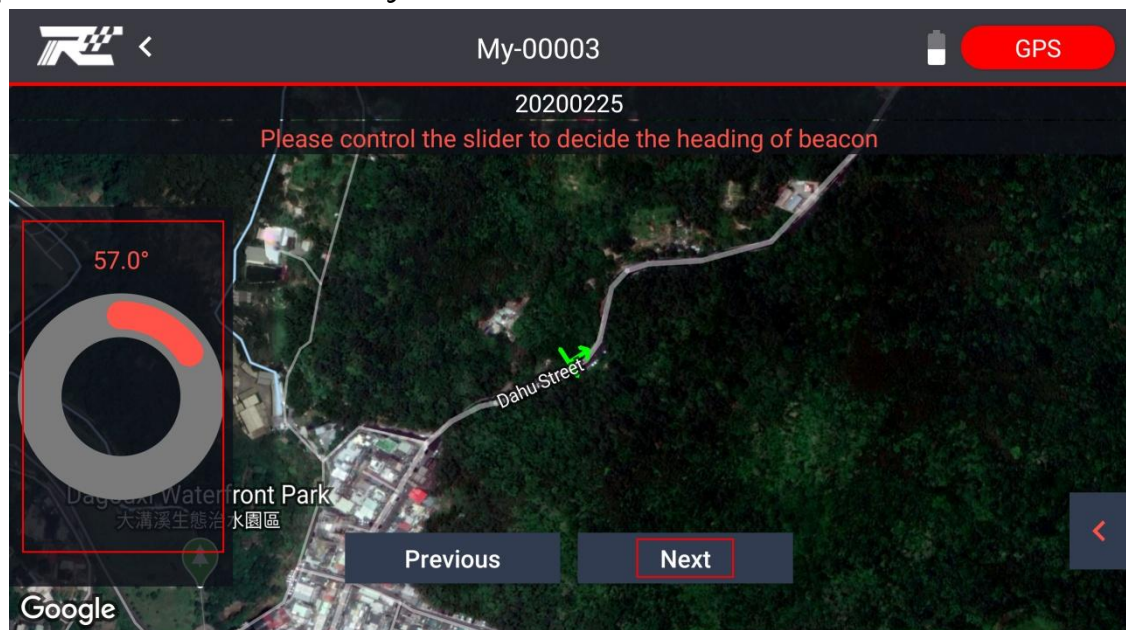 My-00003
GPS
20200225
Please control the slider to decide the heading of beacon
57.0°
Dahu Street
Dagouxi Waterfront Park
大溝溪生態治水園區
Previous
Next
Google